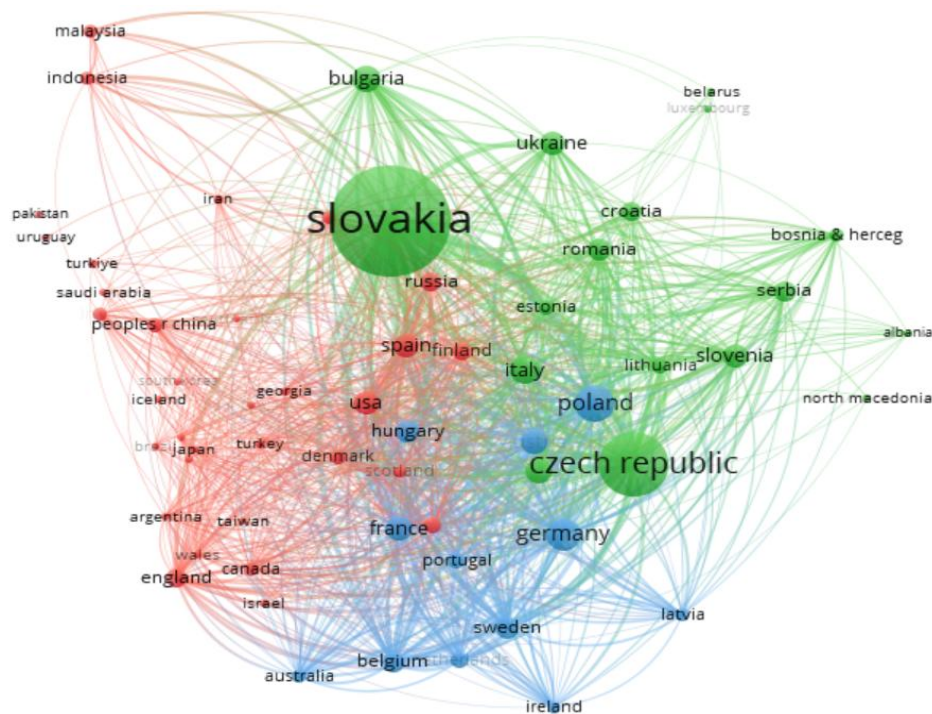 malaysia
indonesia
bulgaria
belarus
luxembourg
ukraine
iran
pakistan
slovakia
croatia
uruguay
romania
bosnia & herceg
turkiye
russia
saudi arabia
estonia
serbia
peoples r china
albania
spain
finland
slovenia
italy
lithuania
south korea
georgia
iceland
usa
poland
north macedonia
hungary
brazil
japan
turkey
denmark
scotland
czech republic
argentina
taiwan
france
germany
wales
portugal
canada
england
israel
latvia
sweden
belgium
netherlands
australia
ireland